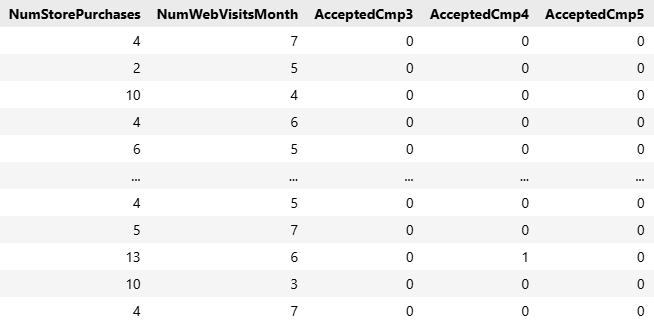 NumStorePurchases NumWebVisitsMonth AcceptedCmp3 AcceptedCmp4 AcceptedCmp5
4 7 0 0 0
2 5 0 0 0
10 4 0 0 0
4 6 0 0 0
6 5 0 0 0
... ... ... ... ...
4 5 0 0 0
5 7 0 0 0
13 6 0 1 0
10 3 0 0 0
4 7 0 0 0